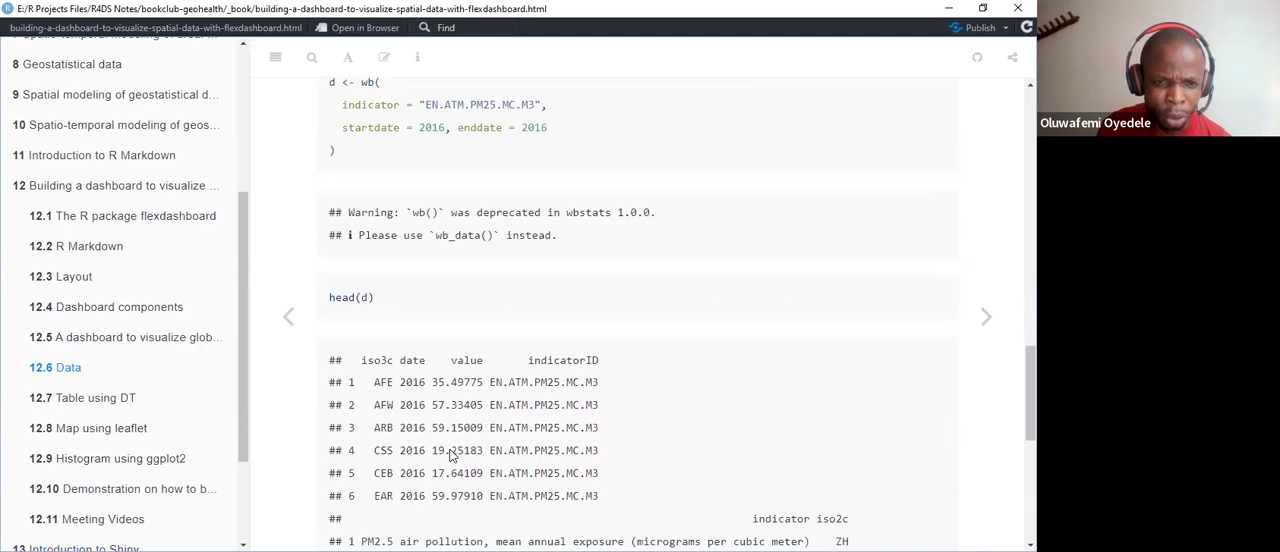 E:/R Projects Files/R4DS Notes/bookclub-geohealth/_book/building-a-dashboard-to-visualize-spatial-data-with-flexdashboard.html
building-a-dashboard-to-visualize-spatial-data-with-flexdashboard.html
Open in Browser
Find
Publish
8 Geostatistical data
9 Spatial modeling of geostatistical d...
10 Spatio-temporal modeling of geos...
11 Introduction to R Markdown
12 Building a dashboard to visualize ...
12.1 The R package flexdashboard
12.2 R Markdown
12.3 Layout
12.4 Dashboard components
12.5 A dashboard to visualize glob...
12.6 Data
12.7 Table using DT
12.8 Map using leaflet
12.9 Histogram using ggplot2
12.10 Demonstration on how to b...
12.11 Meeting Videos
13 Introduction to Shiny
d <- wb(
indicator = "EN.ATM.PM25.MC.M3",
startdate = 2016, enddate = 2016
)
## Warning: `wb()` was deprecated in wbstats 1.0.0.
## ℹ Please use `wb_data()` instead.
head(d)
## iso3c date value indicatorID
## 1 AFE 2016 35.49775 EN.ATM.PM25.MC.M3
## 2 AFW 2016 57.33405 EN.ATM.PM25.MC.M3
## 3 ARB 2016 59.15009 EN.ATM.PM25.MC.M3
## 4 CSS 2016 19.25183 EN.ATM.PM25.MC.M3
## 5 CEB 2016 17.64109 EN.ATM.PM25.MC.M3
## 6 EAR 2016 59.97910 EN.ATM.PM25.MC.M3
## indicator iso2c
## 1 PM2.5 air pollution, mean annual exposure (micrograms per cubic meter) ZH
Oluwafemi Oyedele